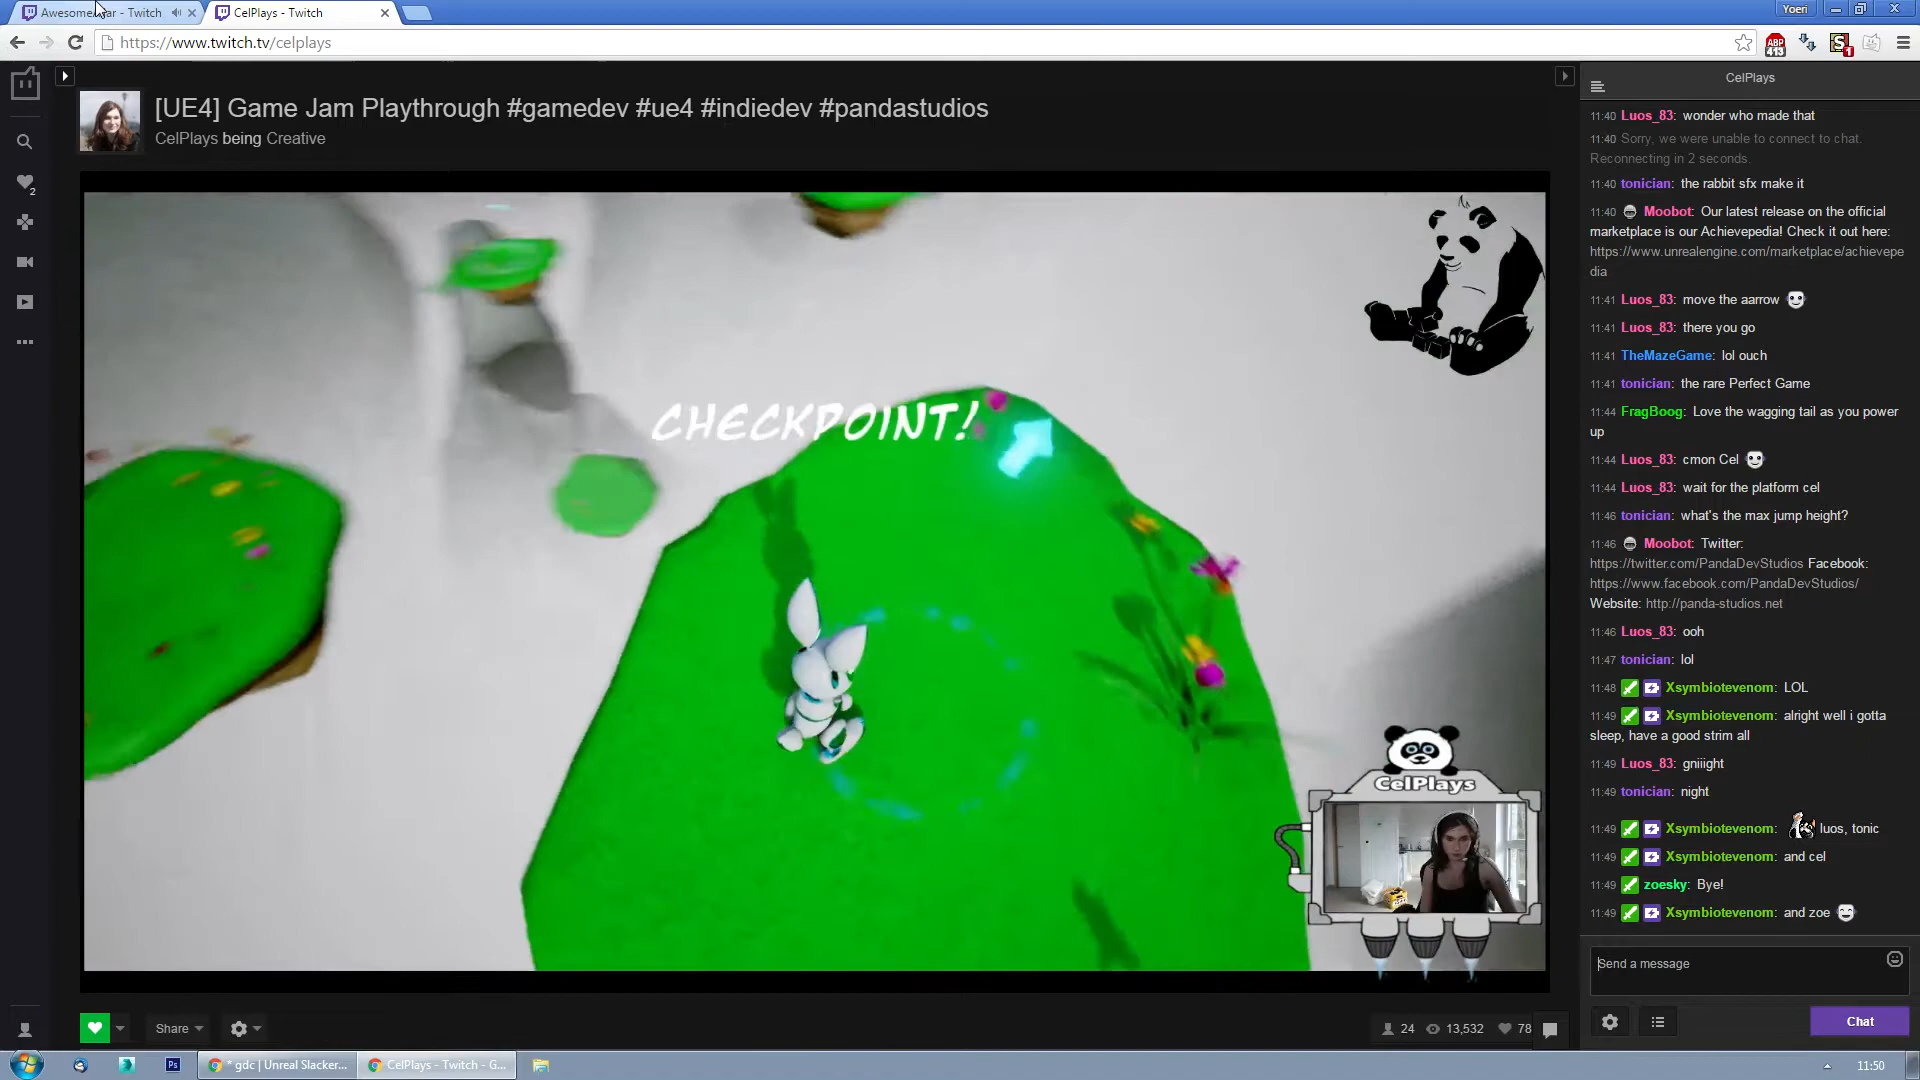 Awesome ar - Twitch
CelPlays - Twitch
Yoeri
https://www.twitch.tv/celplays
ABP
413
S
1
[UE4] Game Jam Playthrough #gamedev #ue4 #indiedev #pandastudios
CelPlays being Creative
2
CHECKPOINT!
CelPlays
Share
24
13,532
78
CelPlays
11:40 Luos_83: wonder who made that
11:40 Sorry, we were unable to connect to chat.
Reconnecting in 2 seconds.
11:40 tonician: the rabbit sfx make it
11:40 Moobot: Our latest release on the official
marketplace is our Achievepedia! Check it out here:
https://www.unrealengine.com/marketplace/achievepe
dia
11:41 Luos_83: move the aarrow
11:41 Luos_83: there you go
11:41 TheMazeGame: lol ouch
11:41 tonician: the rare Perfect Game
11:44 FragBoog: Love the wagging tail as you power
up
11:44 Luos_83: cmon Cel
11:44 Luos_83: wait for the platform cel
11:46 tonician: what's the max jump height?
11:46 Moobot: Twitter:
https://twitter.com/PandaDevStudios Facebook:
https://www.facebook.com/PandaDevStudios/
Website: http://panda-studios.net
11:46 Luos_83: ooh
11:47 tonician: lol
11:48 Xsymbiotevenom: LOL
11:49 Xsymbiotevenom: alright well i gotta
sleep, have a good strim all
11:49 Luos_83: gniiight
11:49 tonician: night
11:49 Xsymbiotevenom: luos, tonic
11:49 Xsymbiotevenom: and cel
11:49 zoesky: Bye!
11:49 Xsymbiotevenom: and zoe
Send a message
Chat
Ps
* gdc | Unreal Slacker...
CelPlays - Twitch - G...
11:50